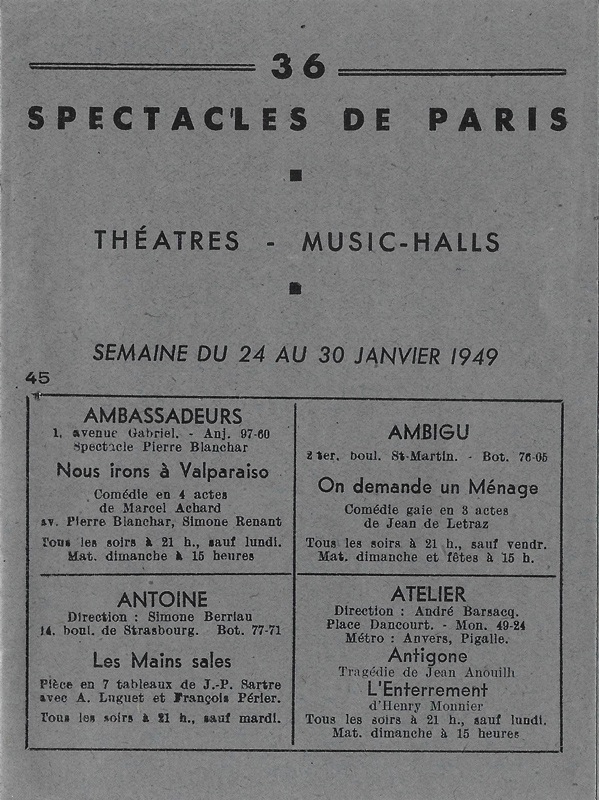 36
SPECTACLES DE PARIS
THÉATRES - MUSIC-HALLS
SEMAINE DU 24 AU 30 JANVIER 1949
45
AMBASSADEURS
1, avenue Gabriel. - Anj. 97-60
Spectacle Pierre Blanchar
Nous irons à Valparaiso
Comédie en 4 actes
de Marcel Achard
av. Pierre Blanchar, Simone Renant
Tous les soirs à 21 h., sauf lundi.
Mat. dimanche à 15 heures
AMBIGU
2 ter, boul. St-Martin. - Bot. 76-05
On demande un Ménage
Comédie gaie en 3 actes
de Jean de Letraz
Tous les soirs à 21 h., sauf vendr.
Mat. dimanche et fêtes à 15 h.
ANTOINE
Direction : Simone Berriau
14, boul. de Strasbourg. Bot. 77-71
Les Mains sales
Pièce en 7 tableaux de J.-P. Sartre
avec A. Luguet et François Périer.
Tous les soirs à 21 h., sauf mardi.
ATELIER
Direction : André Barsacq.
Place Dancourt. - Mon. 49-24
Métro : Anvers, Pigalle.
Antigone
Tragédie de Jean Anouilh
L'Enterrement
d'Henry Monnier
Tous les soirs à 21 h., sauf lundi.
Mat. dimanche à 15 heures